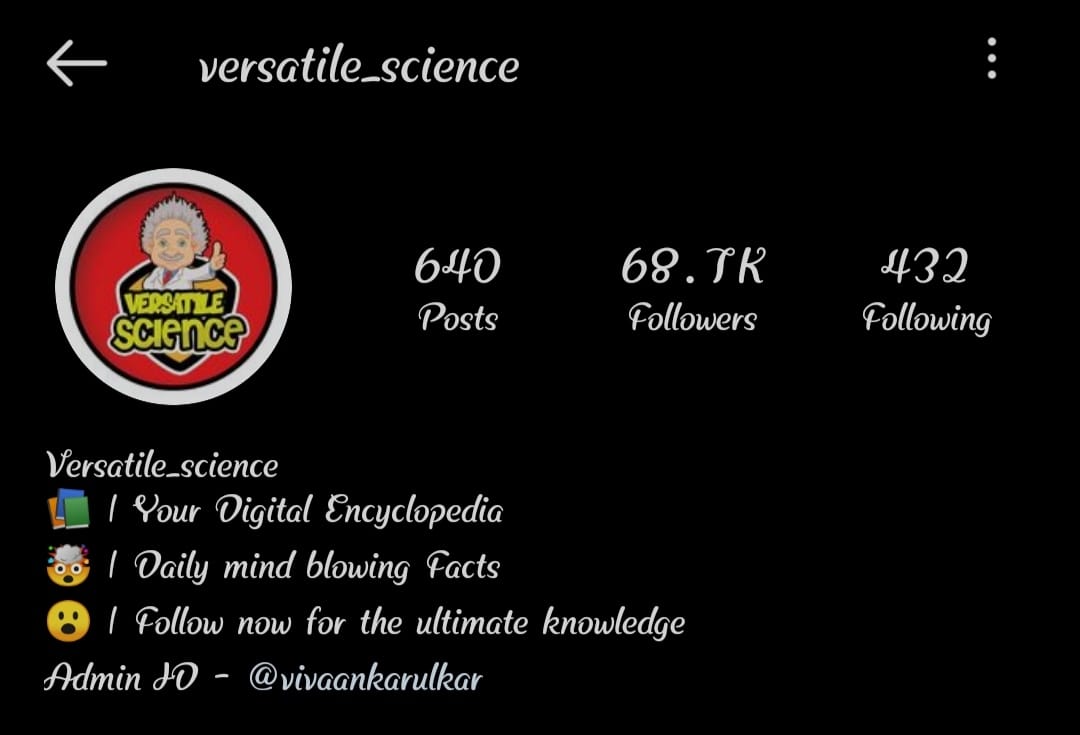 versatile_science
VERSATILE
SCIENCE
640
Posts
68.7K
Followers
432
Following
Versatile_science
📚 | Your Digital Encyclopedia
🤯 | Daily mind blowing Facts
😮 | Follow now for the ultimate knowledge
Admin ID - @vivaankarulkar